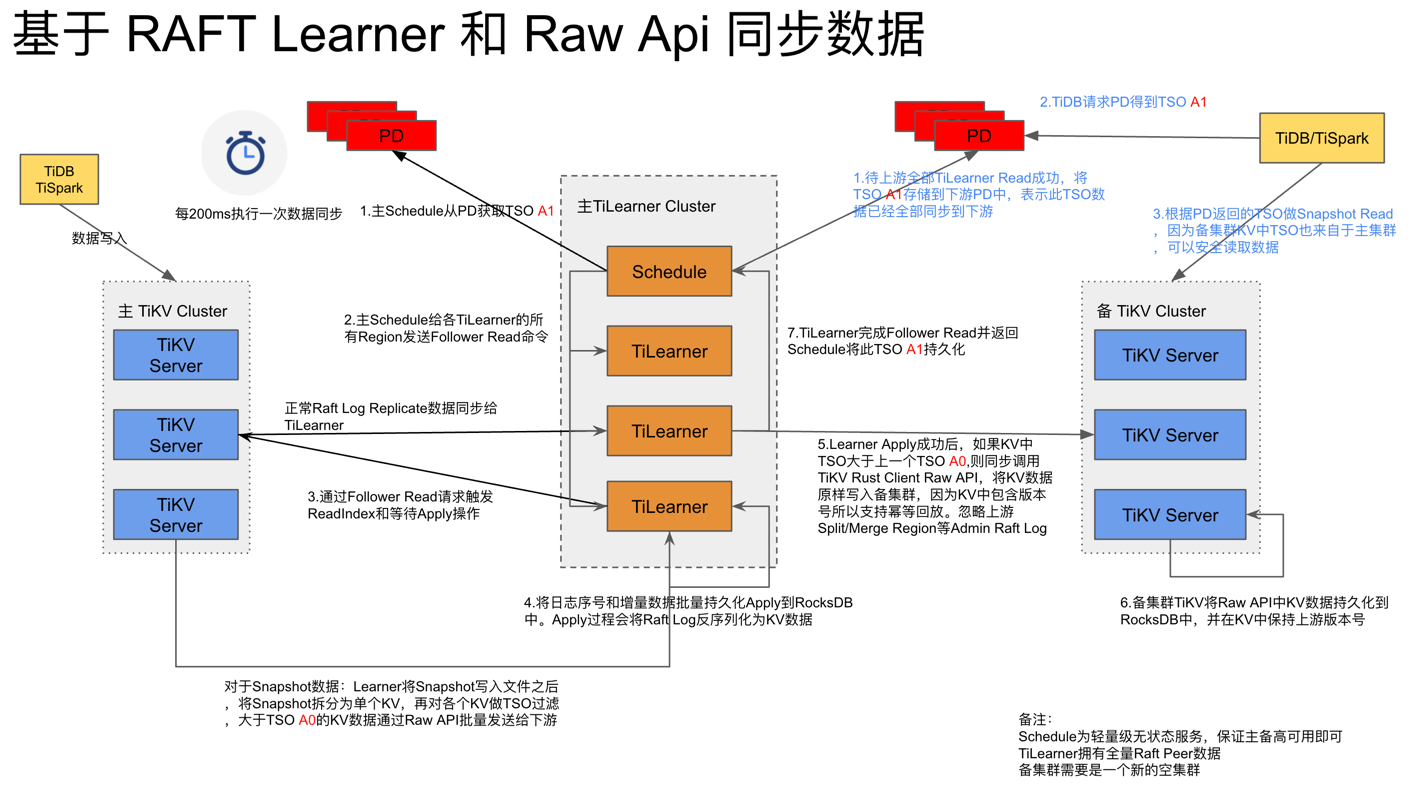 基于 RAFT Learner 和 Raw Api 同步数据
PD
PD
2.TiDB请求PD得到TSO A1
TiDB/TiSpark
TiDB
TiSpark
每200ms执行一次数据同步
1.主Schedule从PD获取TSO A1
主TiLearner Cluster
1.待上游全部TiLearner Read成功，将
TSO A1存储到下游PD中，表示此TSO数
据已经全部同步到下游
3.根据PD返回的TSO做Snapshot Read
，因为备集群KV中TSO也来自于主集群
，可以安全读取数据
数据写入
Schedule
主 TiKV Cluster
备 TiKV Cluster
2.主Schedule给各TiLearner的所
有Region发送Follower Read命令
7.TiLearner完成Follower Read并返回
Schedule将此TSO A1持久化
TiKV
Server
TiLearner
TiKV Server
正常Raft Log Replicate数据同步给
TiLearner
TiKV
Server
TiLearner
TiKV Server
5.Learner Apply成功后，如果KV中
TSO大于上一个TSO A0,则同步调用
TiKV Rust Client Raw API，将KV数据
原样写入备集群，因为KV中包含版本
号所以支持幂等回放。忽略上游
Split/Merge Region等Admin Raft Log
3.通过Follower Read请求触发
ReadIndex和等待Apply操作
TiKV
Server
TiLearner
TiKV Server
4.将日志序号和增量数据批量持久化Apply到RocksDB
中。Apply过程会将Raft Log反序列化为KV数据
6.备集群TiKV将Raw API中KV数据持久化到
RocksDB中，并在KV中保持上游版本号
对于Snapshot数据：Learner将Snapshot写入文件之后
，将Snapshot拆分为单个KV，再对各个KV做TSO过滤
，大于TSO A0的KV数据通过Raw API批量发送给下游
备注：
Schedule为轻量级无状态服务，保证主备高可用即可
TiLearner拥有全量Raft Peer数据
备集群需要是一个新的空集群